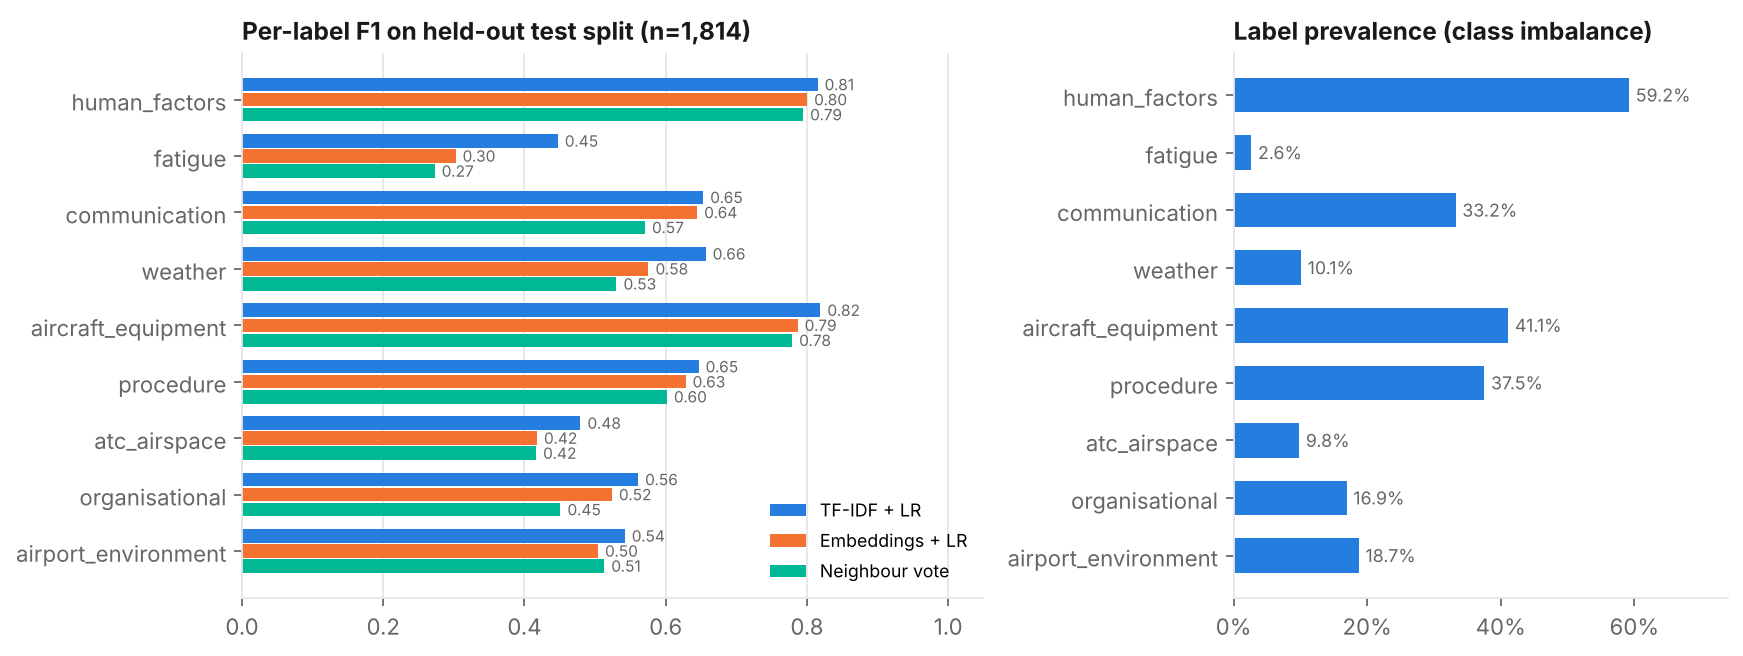 Per-label F1 on held-out test split (n=1,814)
human_factors
0.81
0.80
0.79
fatigue
0.45
0.30
0.27
communication
0.65
0.64
0.57
weather
0.66
0.58
0.53
aircraft_equipment
0.82
0.79
0.78
procedure
0.65
0.63
0.60
atc_airspace
0.48
0.42
0.42
organisational
0.56
0.52
0.45
airport_environment
0.54
0.50
0.51
TF-IDF + LR
Embeddings + LR
Neighbour vote
0.0 0.2 0.4 0.6 0.8 1.0
Label prevalence (class imbalance)
human_factors 59.2%
fatigue 2.6%
communication 33.2%
weather 10.1%
aircraft_equipment 41.1%
procedure 37.5%
atc_airspace 9.8%
organisational 16.9%
airport_environment 18.7%
0% 20% 40% 60%